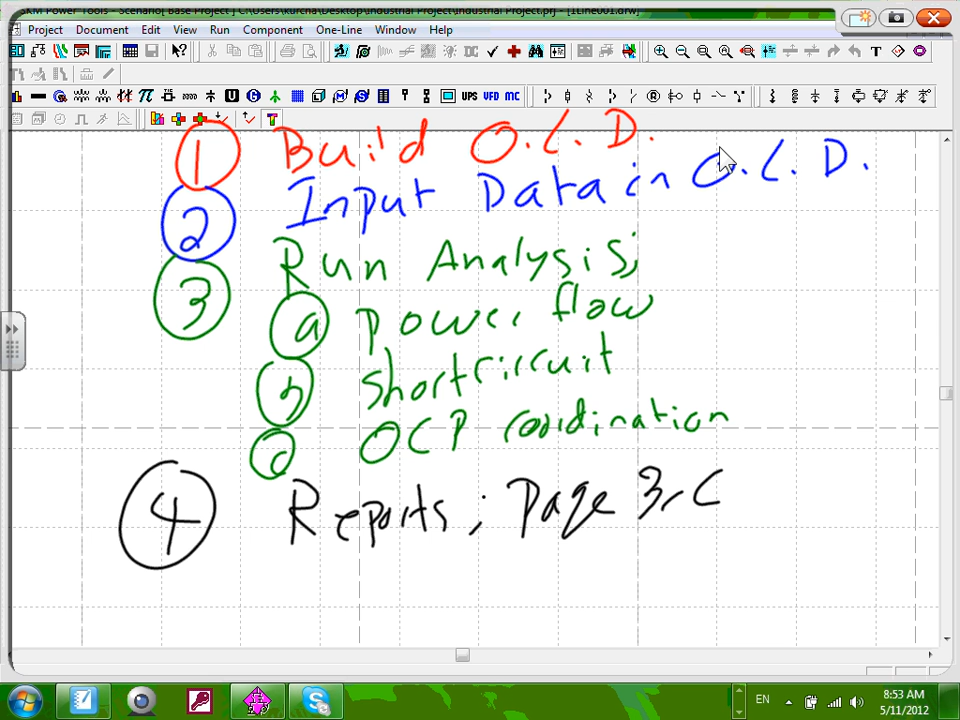 SKM Power Tools - Scenario[ Base Project ] C:\Users\kurcha\Desktop\Industrial Project\Industrial Project.prj - [1Line001.drw]
Project Document Edit View Run Component One-Line Window Help
UPS VFD MC
1 Build O.L.D.
2 Input Data in O.L.D.
3 Run Analysis;
a power flow
b shortcircuit
c OCP coordination
4 Reports; Page 3,C
EN
8:53 AM
5/11/2012